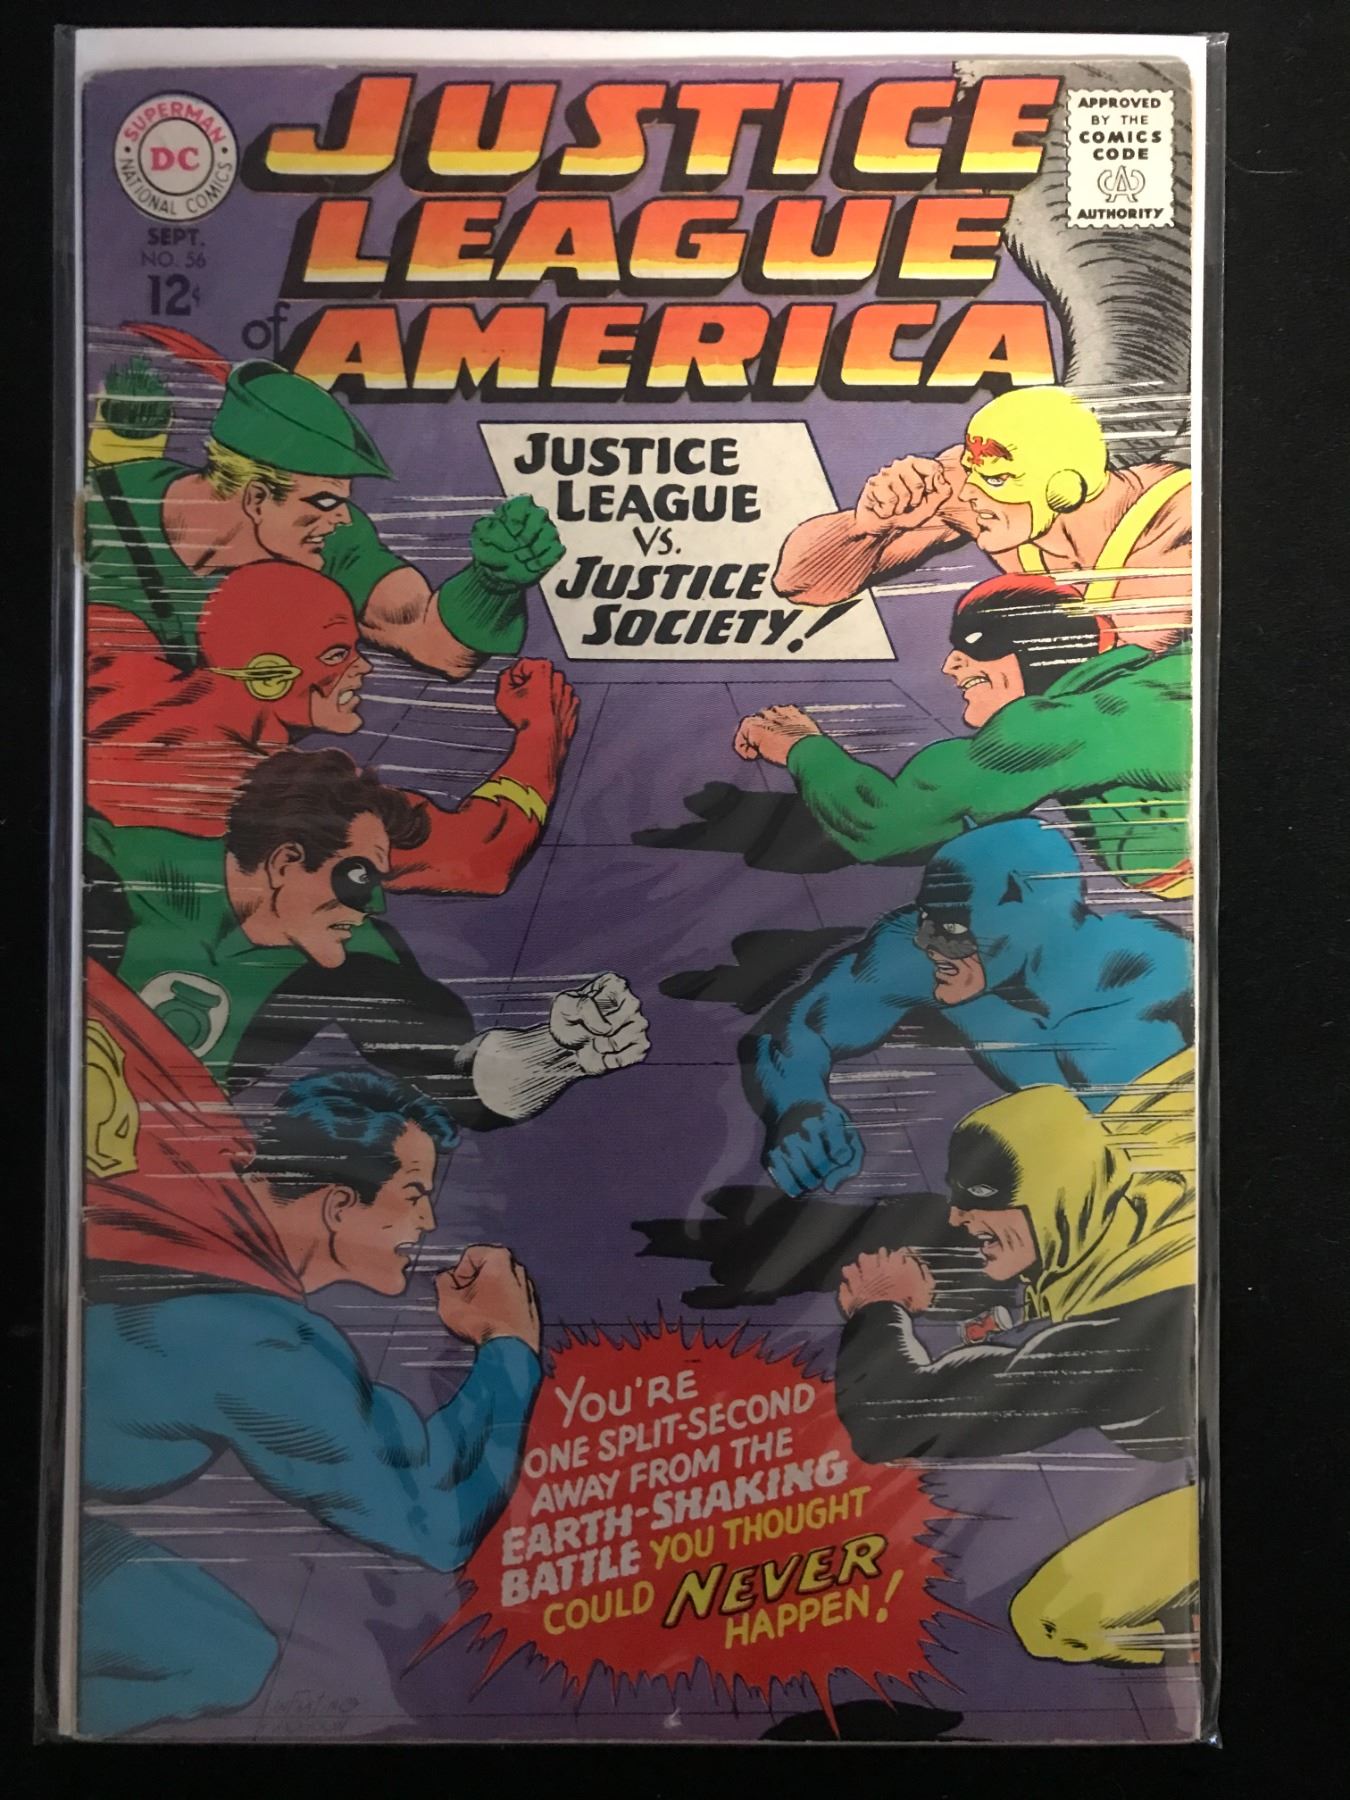 SUPERMAN
DC
NATIONAL COMICS
SEPT.
NO. 56
12¢
JUSTICE
LEAGUE
of AMERICA
APPROVED
BY THE
COMICS
CODE
CA
AUTHORITY
JUSTICE
LEAGUE
VS.
JUSTICE
SOCIETY!
YOU'RE
ONE SPLIT-SECOND
AWAY FROM THE
EARTH-SHAKING
BATTLE YOU THOUGHT
COULD NEVER
HAPPEN!